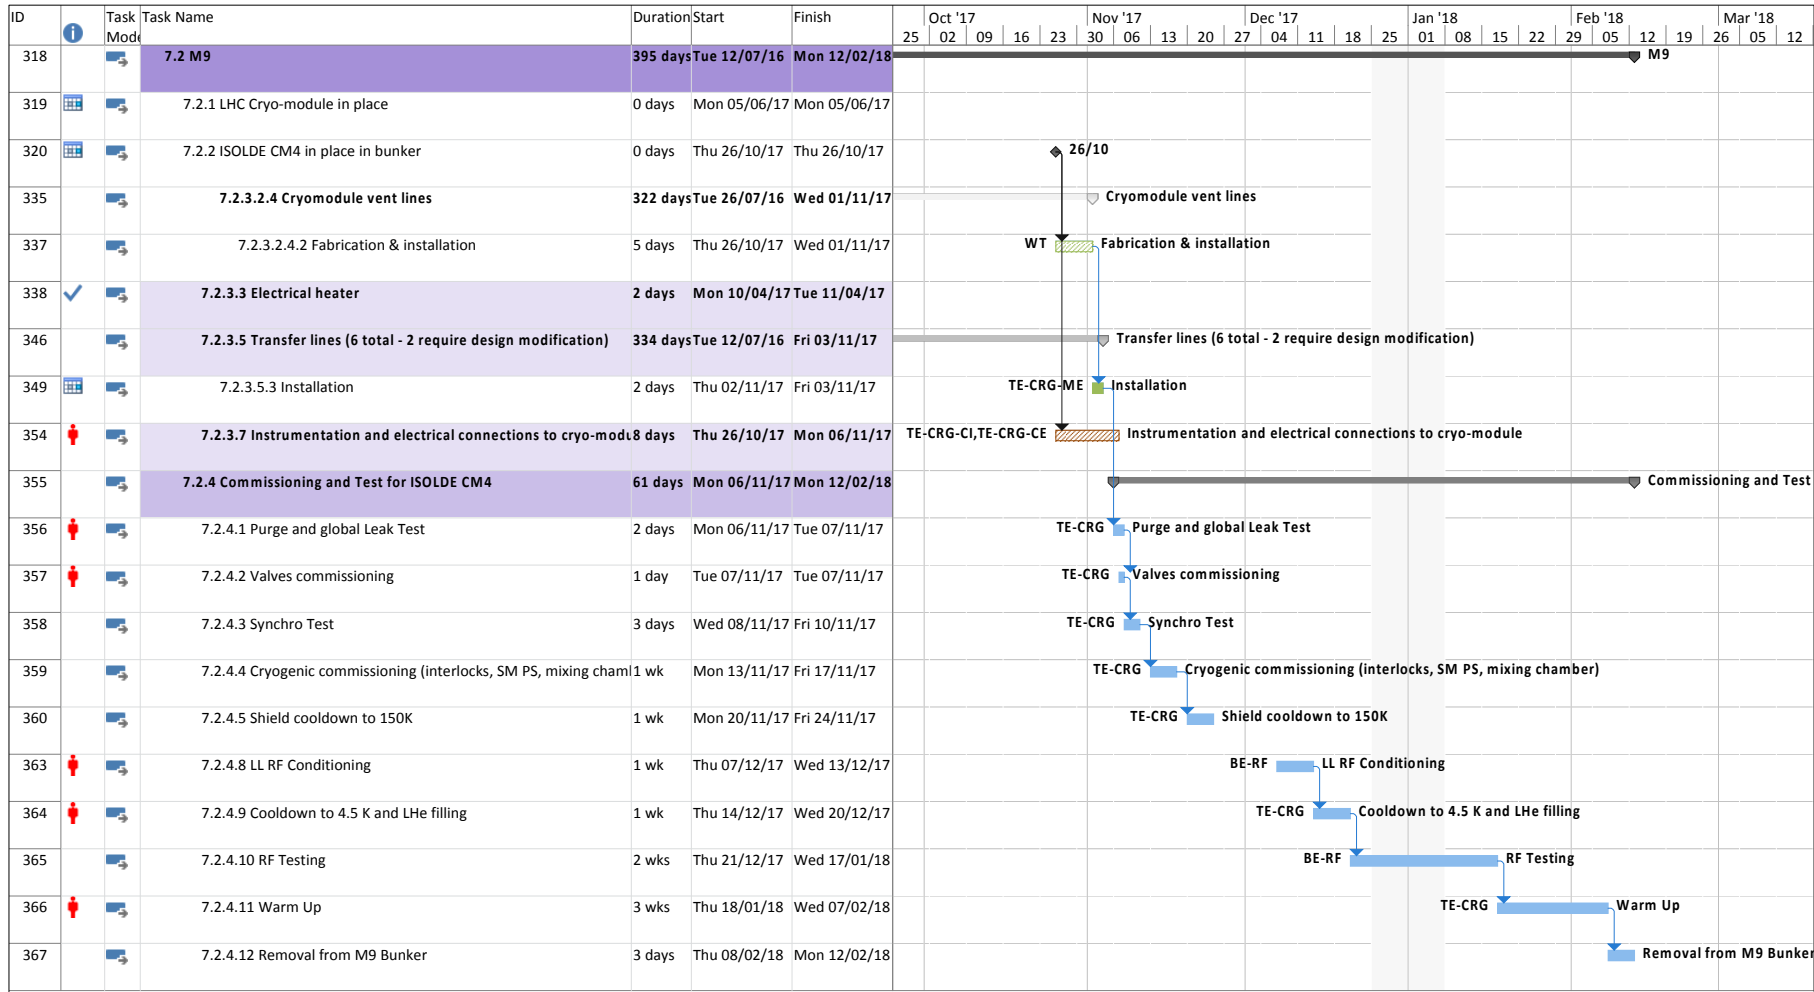 ID Task Mode Task Name Duration Start Finish Oct '17 Nov '17 Dec '17 Jan '18 Feb '18 Mar '18
25 02 09 16 23 30 06 13 20 27 04 11 18 25 01 08 15 22 29 05 12 19 26 05 12
318 7.2 M9 395 days Tue 12/07/16 Mon 12/02/18 M9
319 7.2.1 LHC Cryo-module in place 0 days Mon 05/06/17 Mon 05/06/17
320 7.2.2 ISOLDE CM4 in place in bunker 0 days Thu 26/10/17 Thu 26/10/17 26/10
335 7.2.3.2.4 Cryomodule vent lines 322 days Tue 26/07/16 Wed 01/11/17 Cryomodule vent lines
337 7.2.3.2.4.2 Fabrication & installation 5 days Thu 26/10/17 Wed 01/11/17 WT Fabrication & installation
338 7.2.3.3 Electrical heater 2 days Mon 10/04/17 Tue 11/04/17
346 7.2.3.5 Transfer lines (6 total - 2 require design modification) 334 days Tue 12/07/16 Fri 03/11/17 Transfer lines (6 total - 2 require design modification)
349 7.2.3.5.3 Installation 2 days Thu 02/11/17 Fri 03/11/17 TE-CRG-ME Installation
354 7.2.3.7 Instrumentation and electrical connections to cryo-modu 8 days Thu 26/10/17 Mon 06/11/17 TE-CRG-CI,TE-CRG-CE Instrumentation and electrical connections to cryo-module
355 7.2.4 Commissioning and Test for ISOLDE CM4 61 days Mon 06/11/17 Mon 12/02/18 Commissioning and Test
356 7.2.4.1 Purge and global Leak Test 2 days Mon 06/11/17 Tue 07/11/17 TE-CRG Purge and global Leak Test
357 7.2.4.2 Valves commissioning 1 day Tue 07/11/17 Tue 07/11/17 TE-CRG Valves commissioning
358 7.2.4.3 Synchro Test 3 days Wed 08/11/17 Fri 10/11/17 TE-CRG Synchro Test
359 7.2.4.4 Cryogenic commissioning (interlocks, SM PS, mixing cham 1 wk Mon 13/11/17 Fri 17/11/17 TE-CRG Cryogenic commissioning (interlocks, SM PS, mixing chamber)
360 7.2.4.5 Shield cooldown to 150K 1 wk Mon 20/11/17 Fri 24/11/17 TE-CRG Shield cooldown to 150K
363 7.2.4.8 LL RF Conditioning 1 wk Thu 07/12/17 Wed 13/12/17 BE-RF LL RF Conditioning
364 7.2.4.9 Cooldown to 4.5 K and LHe filling 1 wk Thu 14/12/17 Wed 20/12/17 TE-CRG Cooldown to 4.5 K and LHe filling
365 7.2.4.10 RF Testing 2 wks Thu 21/12/17 Wed 17/01/18 BE-RF RF Testing
366 7.2.4.11 Warm Up 3 wks Thu 18/01/18 Wed 07/02/18 TE-CRG Warm Up
367 7.2.4.12 Removal from M9 Bunker 3 days Thu 08/02/18 Mon 12/02/18 Removal from M9 Bunker